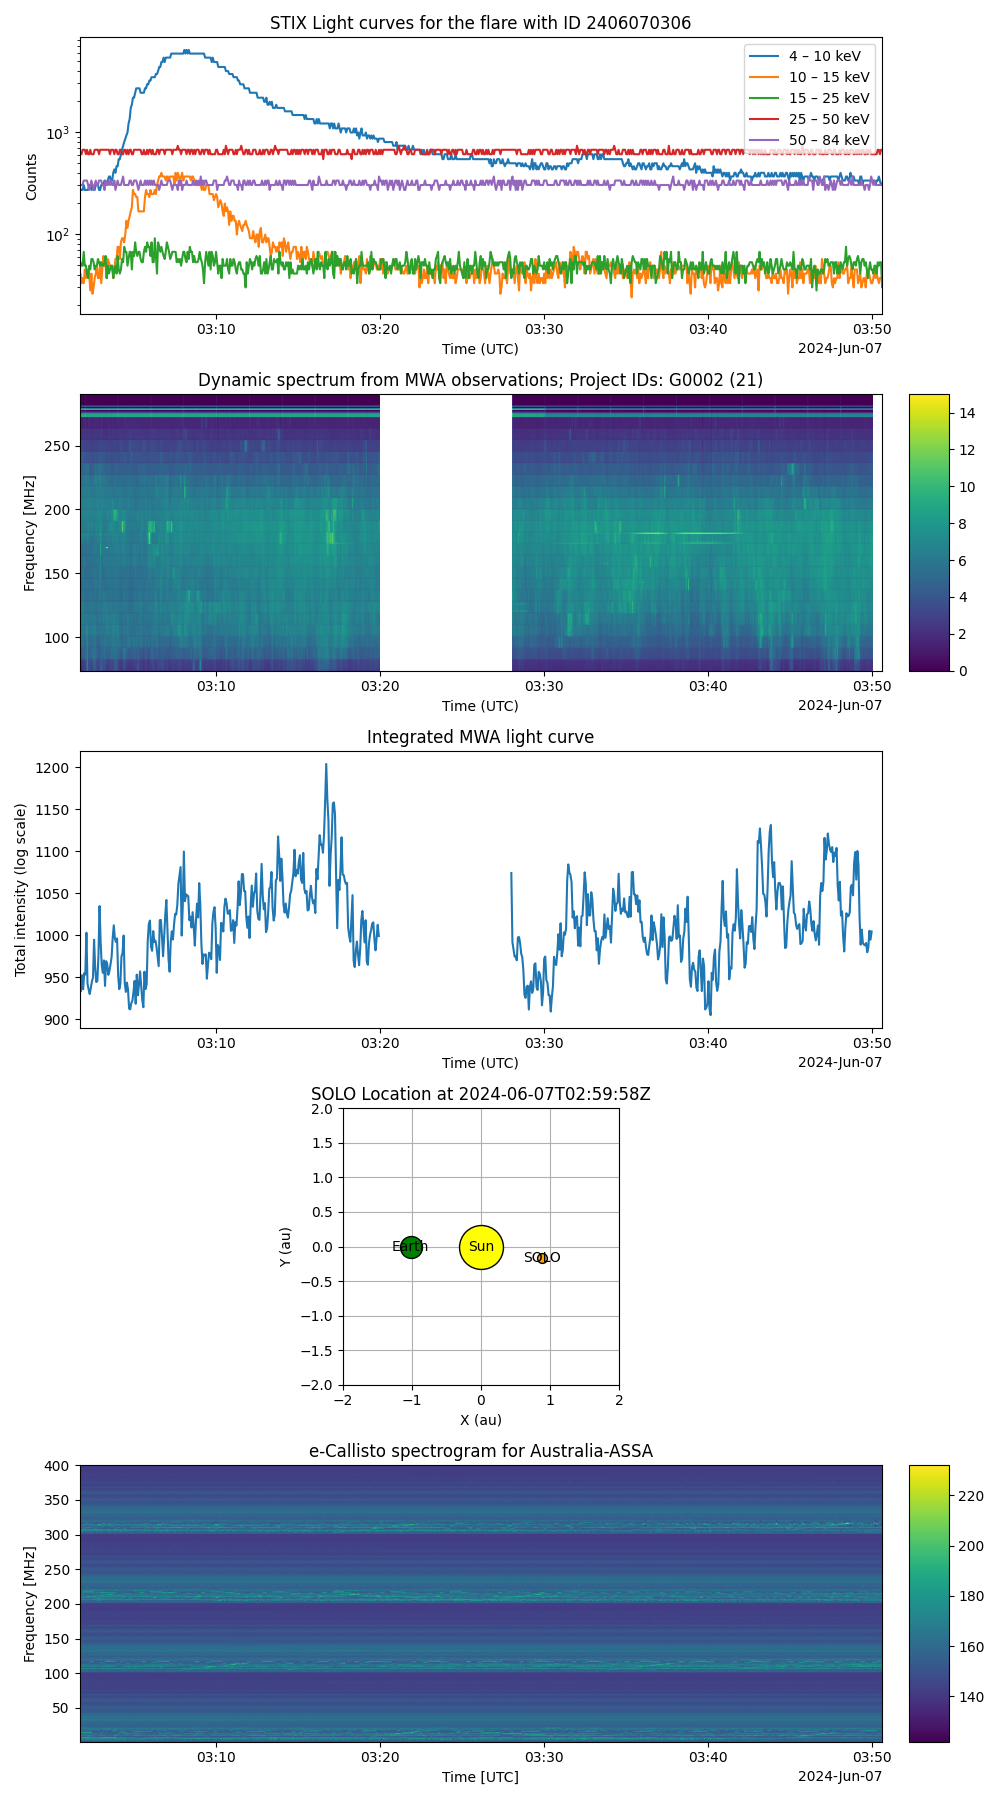 STIX Light curves for the flare with ID 2406070306
4 – 10 keV
10 – 15 keV
15 – 25 keV
25 – 50 keV
50 – 84 keV
10³
10²
Counts
03:10 03:20 03:30 03:40 03:50
Time (UTC)
2024-Jun-07
Dynamic spectrum from MWA observations; Project IDs: G0002 (21)
250
200
150
100
Frequency [MHz]
14
12
10
8
6
4
2
0
03:10 03:20 03:30 03:40 03:50
Time (UTC)
2024-Jun-07
Integrated MWA light curve
1200
1150
1100
1050
1000
950
900
Total intensity (log scale)
03:10 03:20 03:30 03:40 03:50
Time (UTC)
2024-Jun-07
SOLO Location at 2024-06-07T02:59:58Z
2.0
1.5
1.0
0.5
0.0
−0.5
−1.0
−1.5
−2.0
Y (au)
Earth
Sun
SOLO
−2 −1 0 1 2
X (au)
e-Callisto spectrogram for Australia-ASSA
400
350
300
250
200
150
100
50
Frequency [MHz]
220
200
180
160
140
03:10 03:20 03:30 03:40 03:50
Time [UTC]
2024-Jun-07